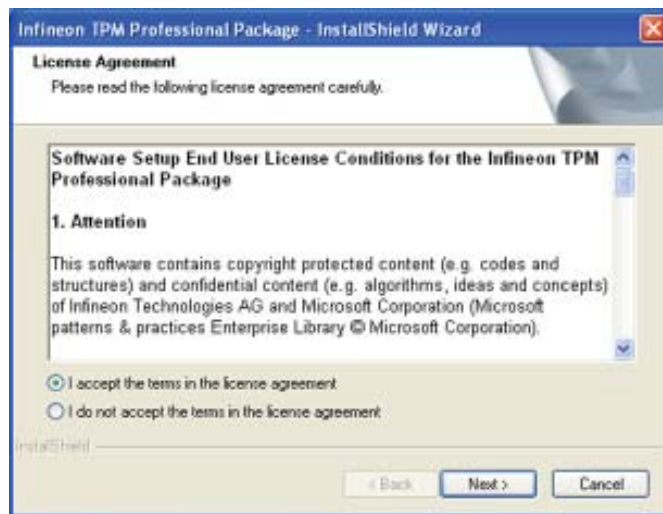 Infineon TPM Professional Package - InstallShield Wizard
License Agreement
Please read the following license agreement carefully.
Software Setup End User License Conditions for the Infineon TPM
Professional Package
1. Attention
This software contains copyright protected content (e.g. codes and
structures) and confidential content (e.g. algorithms, ideas and concepts)
of Infineon Technologies AG and Microsoft Corporation (Microsoft
patterns & practices Enterprise Library © Microsoft Corporation).
I accept the terms in the license agreement
I do not accept the terms in the license agreement
InstallShield
< Back
Next >
Cancel